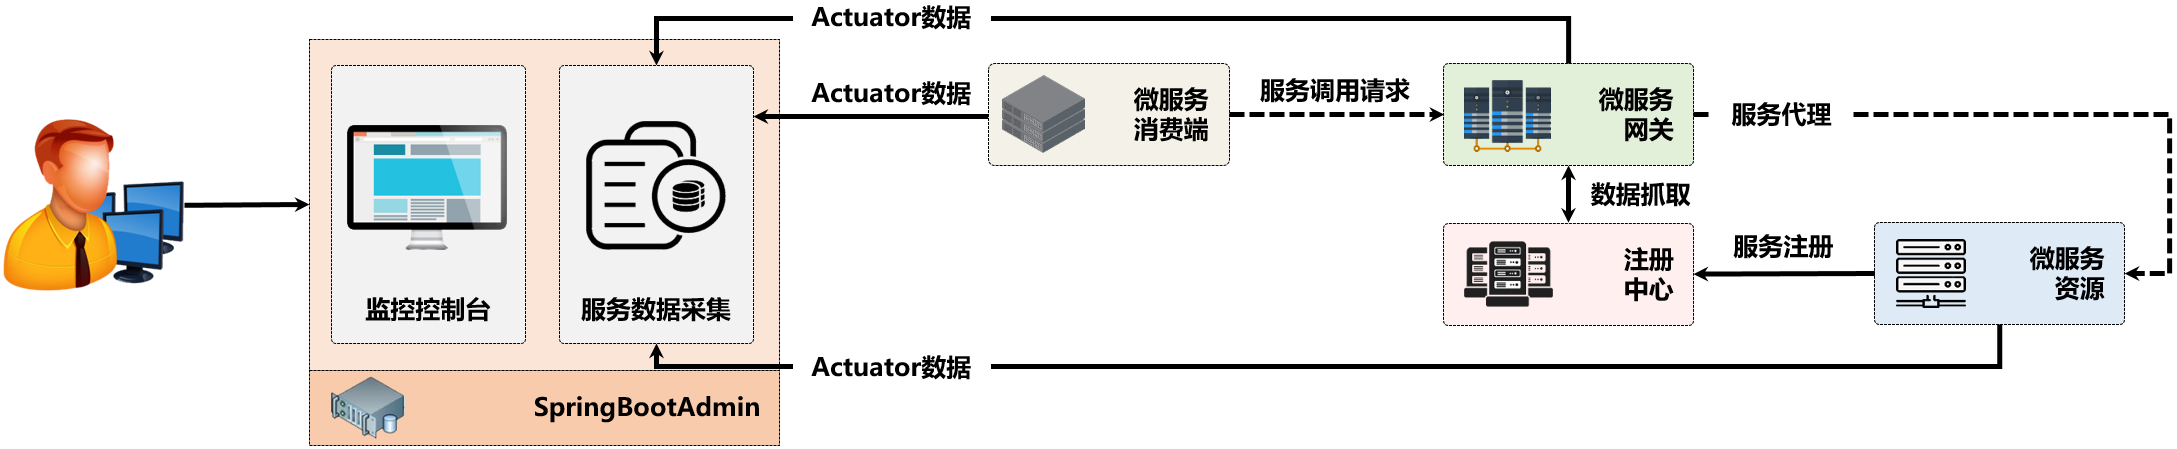 Actuator数据
Actuator数据
微服务
消费端
服务调用请求
微服务
网关
服务代理
数据抓取
注册
中心
服务注册
微服务
资源
监控控制台
服务数据采集
Actuator数据
SpringBootAdmin